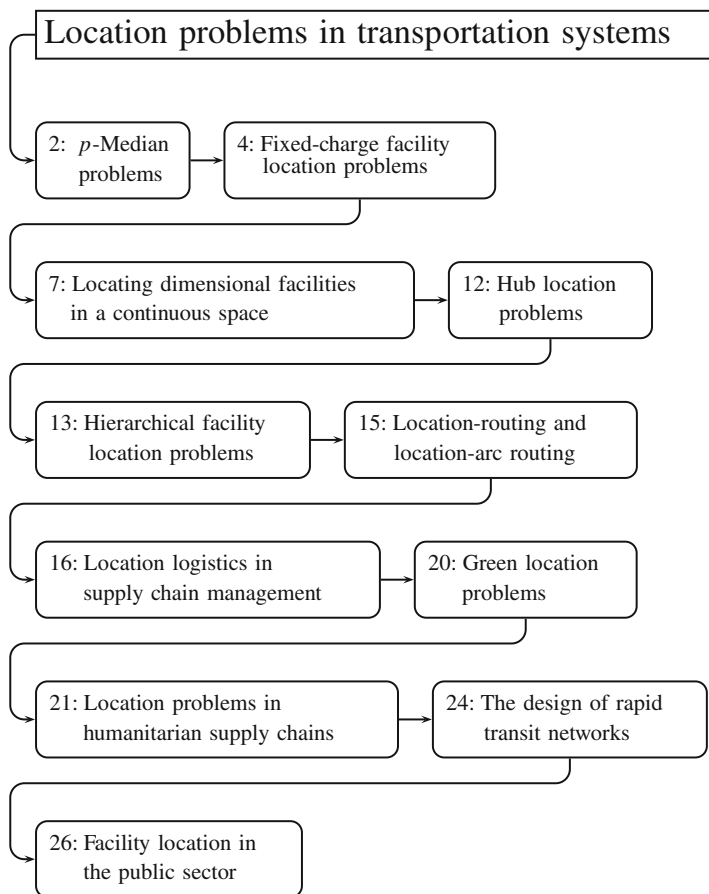 Location problems in transportation systems
2: p-Median
problems
4: Fixed-charge facility
location problems
7: Locating dimensional facilities
in a continuous space
12: Hub location
problems
13: Hierarchical facility
location problems
15: Location-routing and
location-arc routing
16: Location logistics in
supply chain management
20: Green location
problems
21: Location problems in
humanitarian supply chains
24: The design of rapid
transit networks
26: Facility location in
the public sector